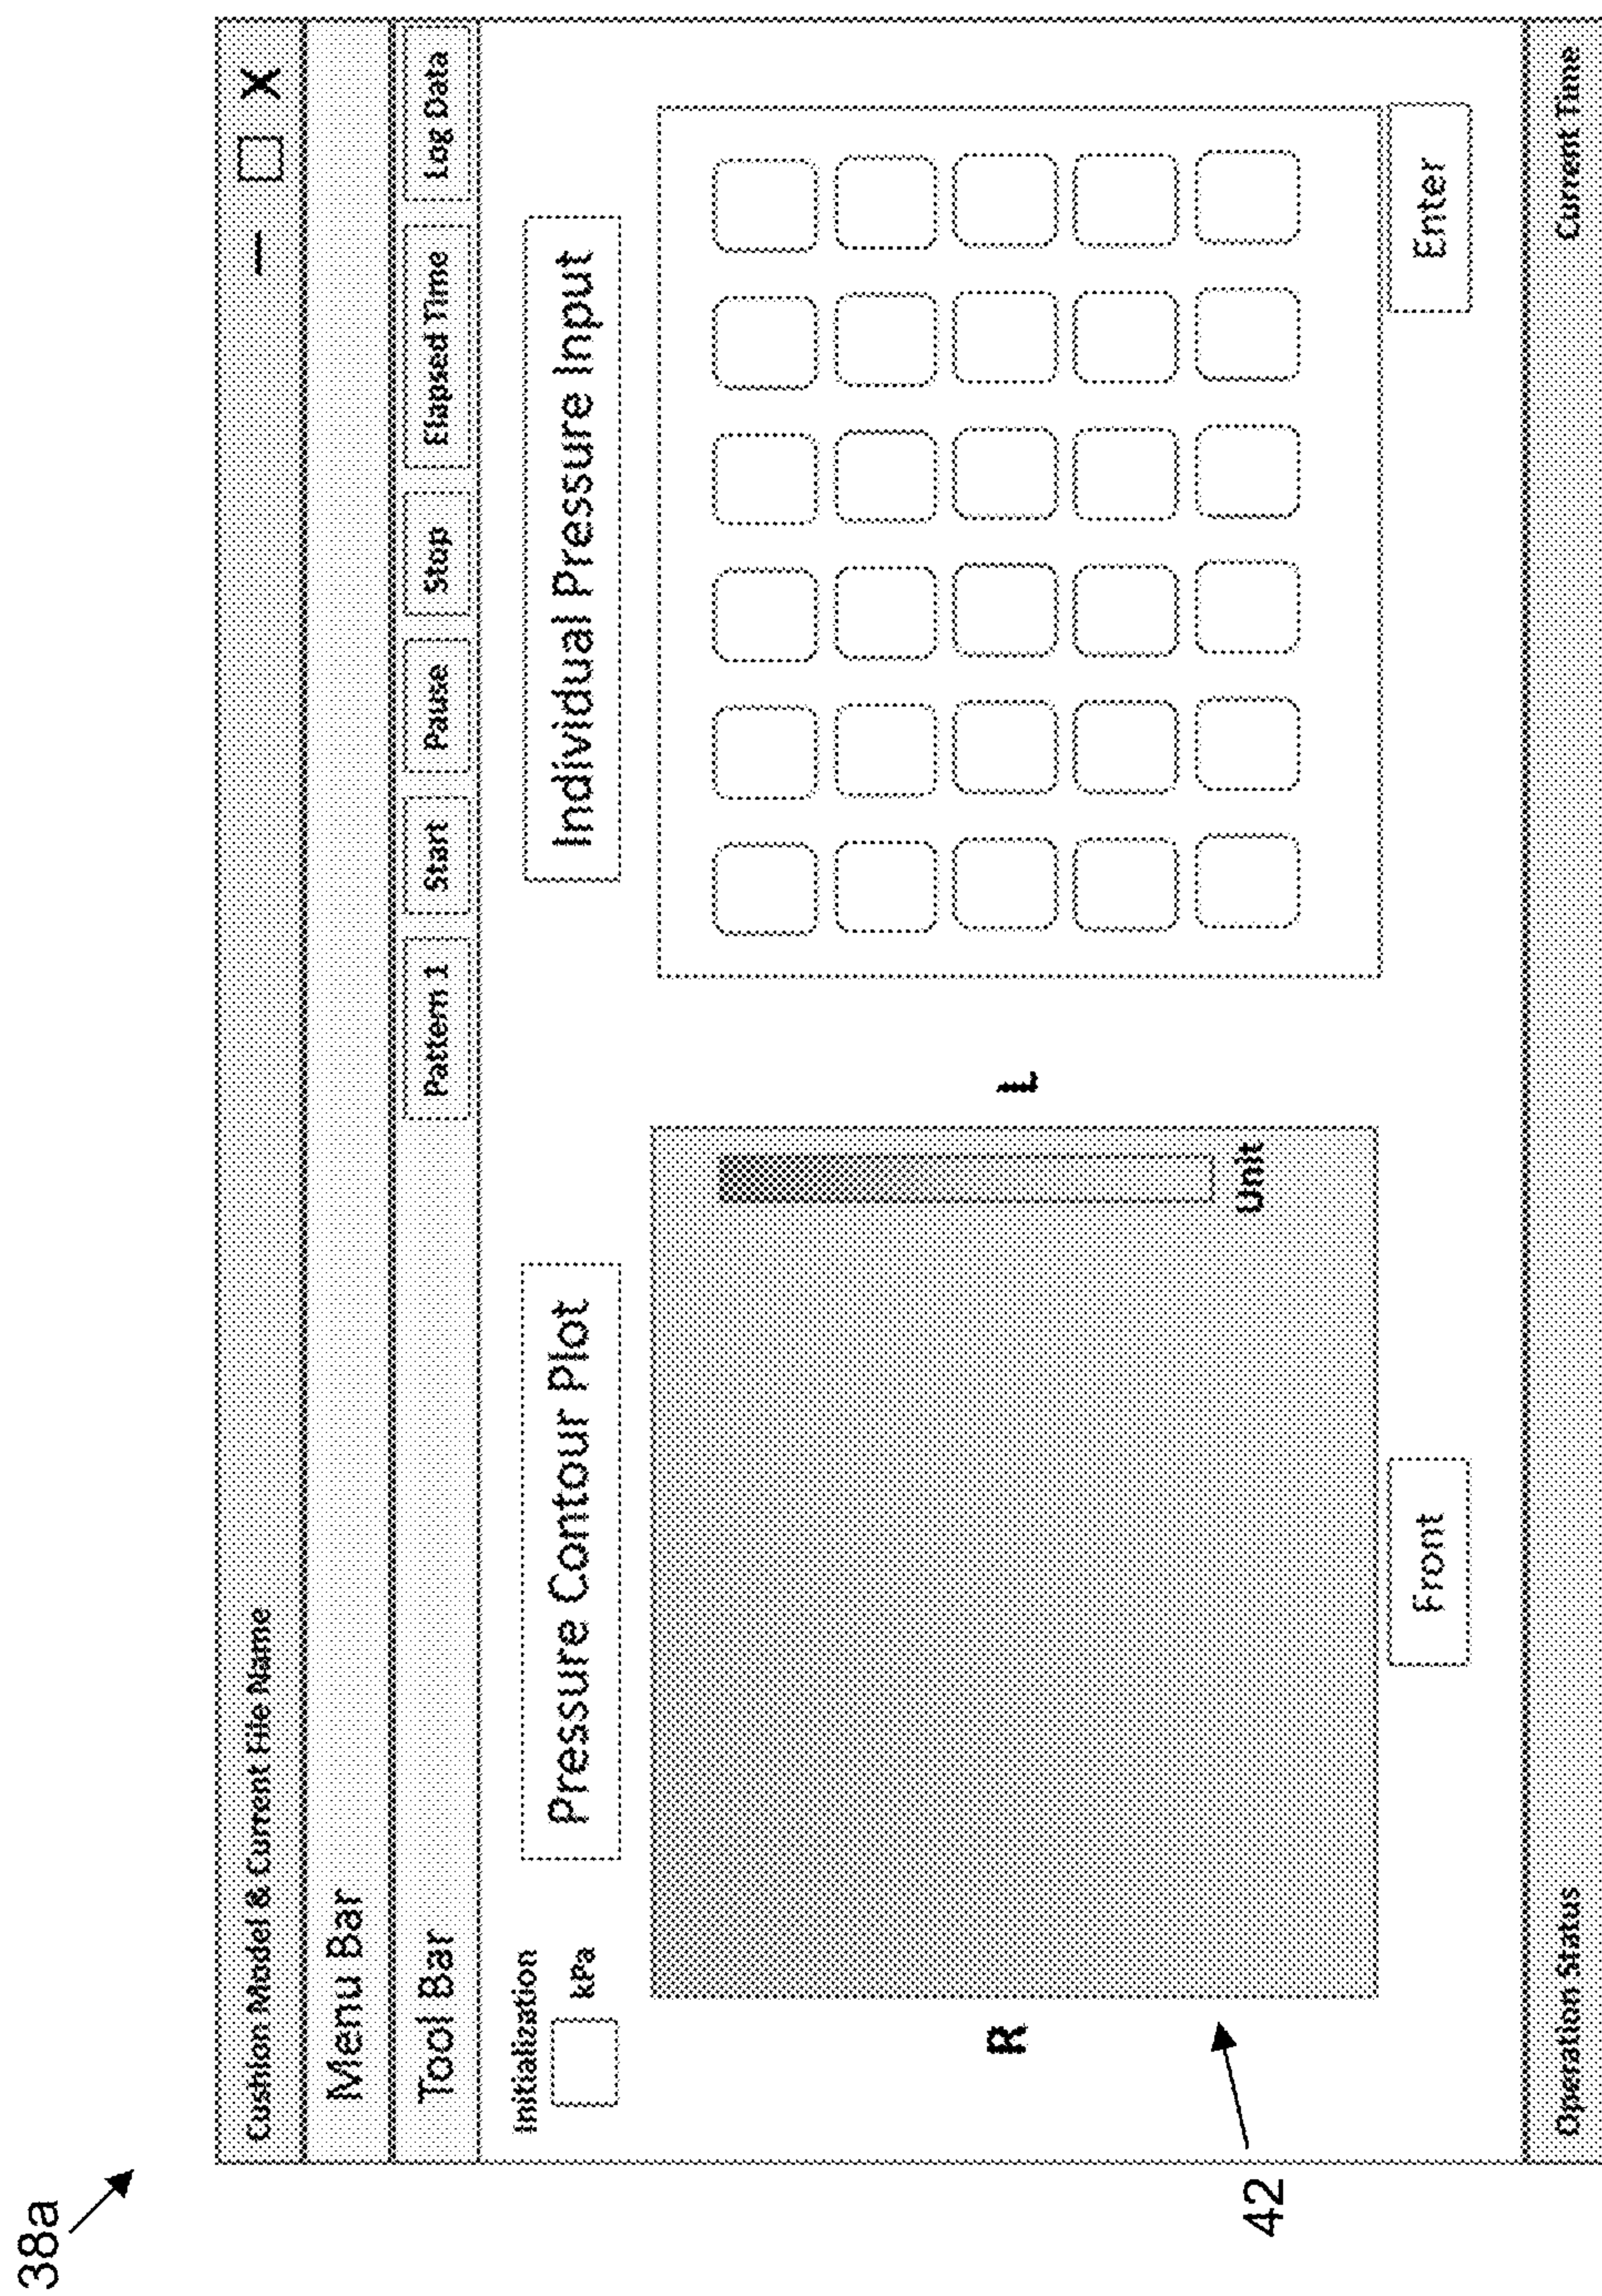 38a
Cushion Model & Current File Name — □ X
Menu Bar
Tool Bar Pattern 1 Start Pause Stop Elapsed Time Log Data
Initialization
kPa Pressure Contour Plot Individual Pressure Input
R L
Unit
42
Front Enter
Operation Status Current Time